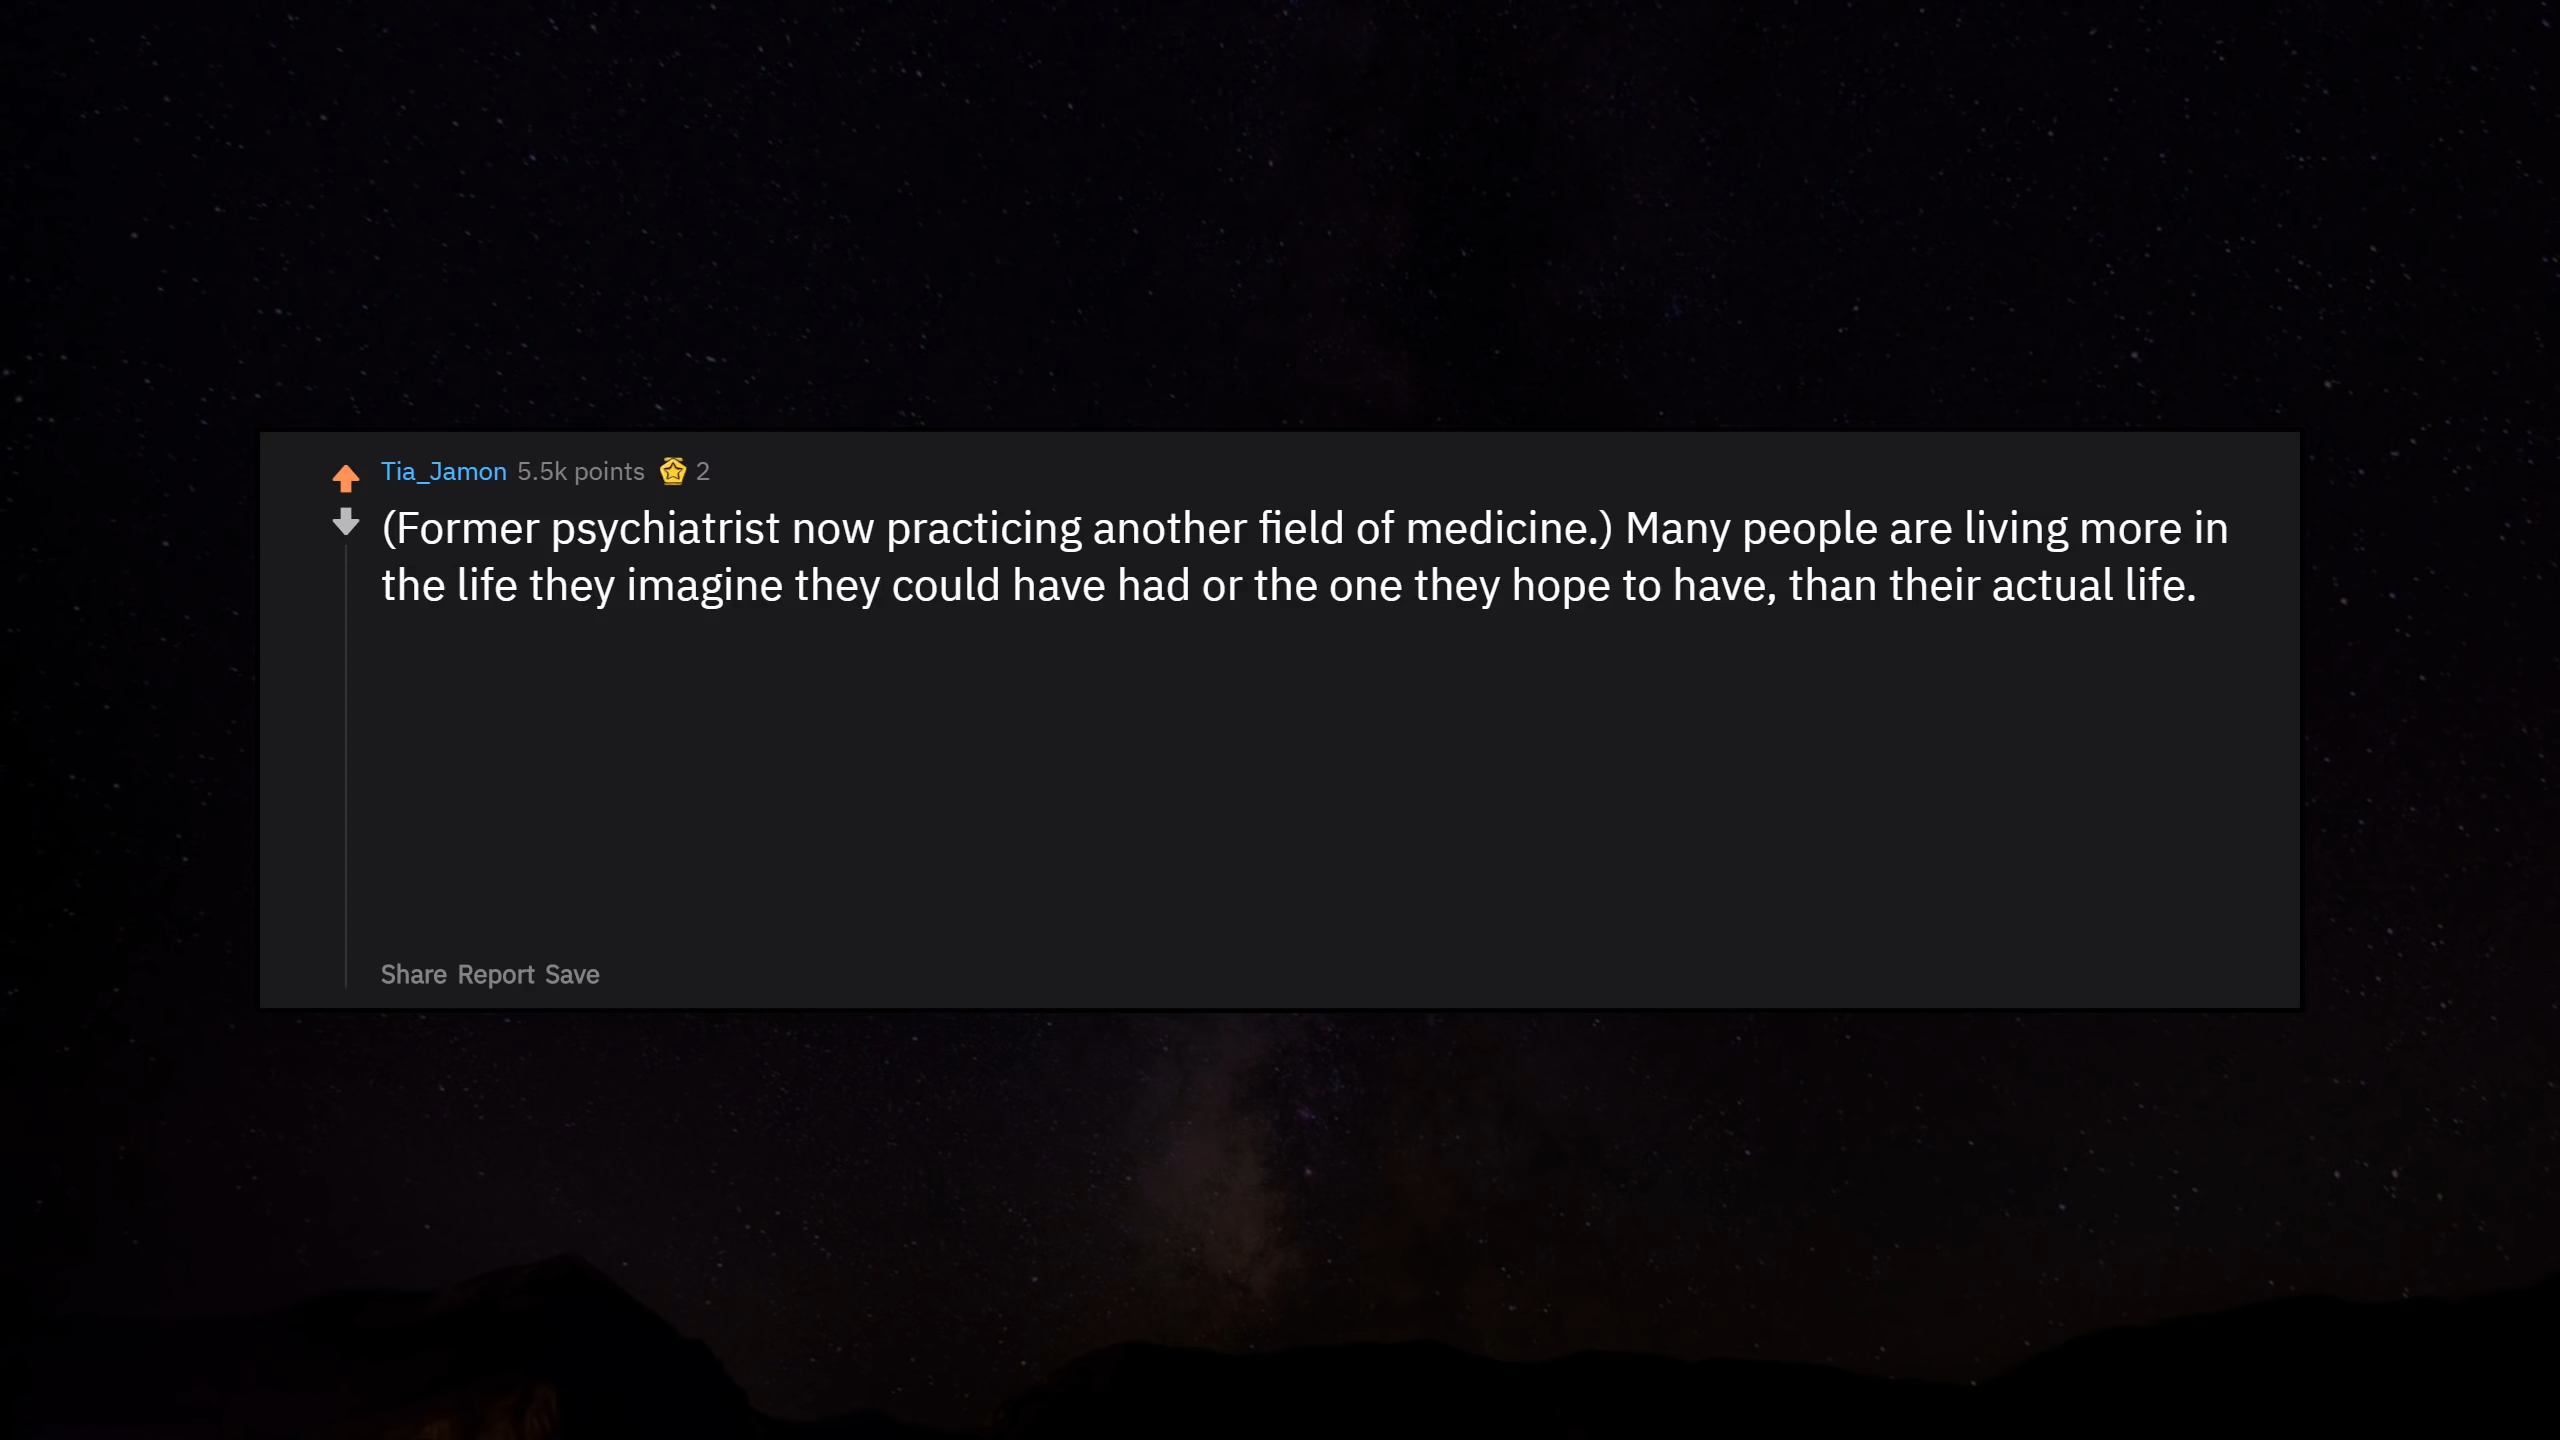 Tia_Jamon 5.5k points 2
(Former psychiatrist now practicing another field of medicine.) Many people are living more in
the life they imagine they could have had or the one they hope to have, than their actual life.
Share Report Save